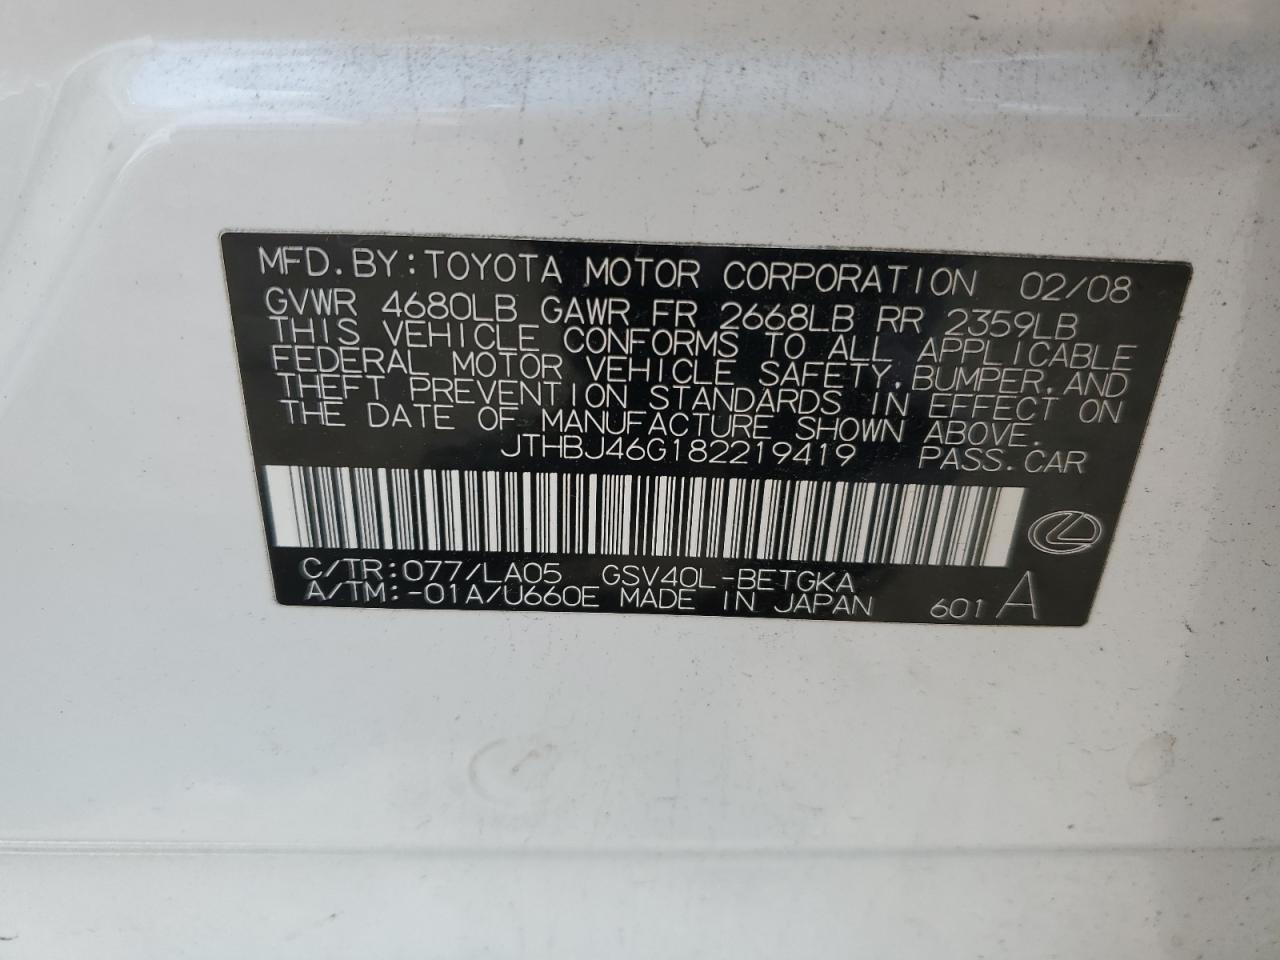 MFD. BY: TOYOTA MOTOR CORPORATION 02/08
GVWR 4680LB GAWR FR 2668LB RR 2359LB
THIS VEHICLE CONFORMS TO ALL APPLICABLE
FEDERAL MOTOR VEHICLE SAFETY, BUMPER, AND
THEFT PREVENTION STANDARDS IN EFFECT ON
THE DATE OF MANUFACTURE SHOWN ABOVE.
JTHBJ46G182219419 PASS. CAR
C/TR: 077/LA05 GSV40L-BETGKA
A/TM: -01A/U660E MADE IN JAPAN 601 A